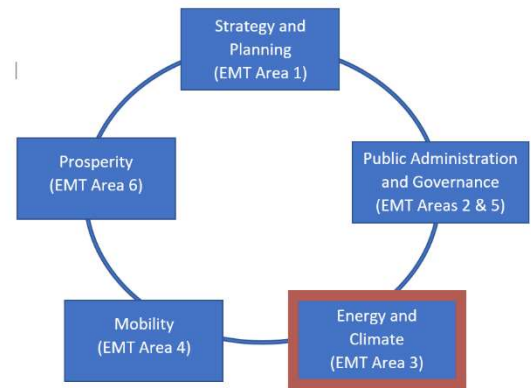 Strategy and
Planning
(EMT Area 1)
Prosperity
(EMT Area 6)
Public Administration
and Governance
(EMT Areas 2 & 5)
Mobility
(EMT Area 4)
Energy and
Climate
(EMT Area 3)